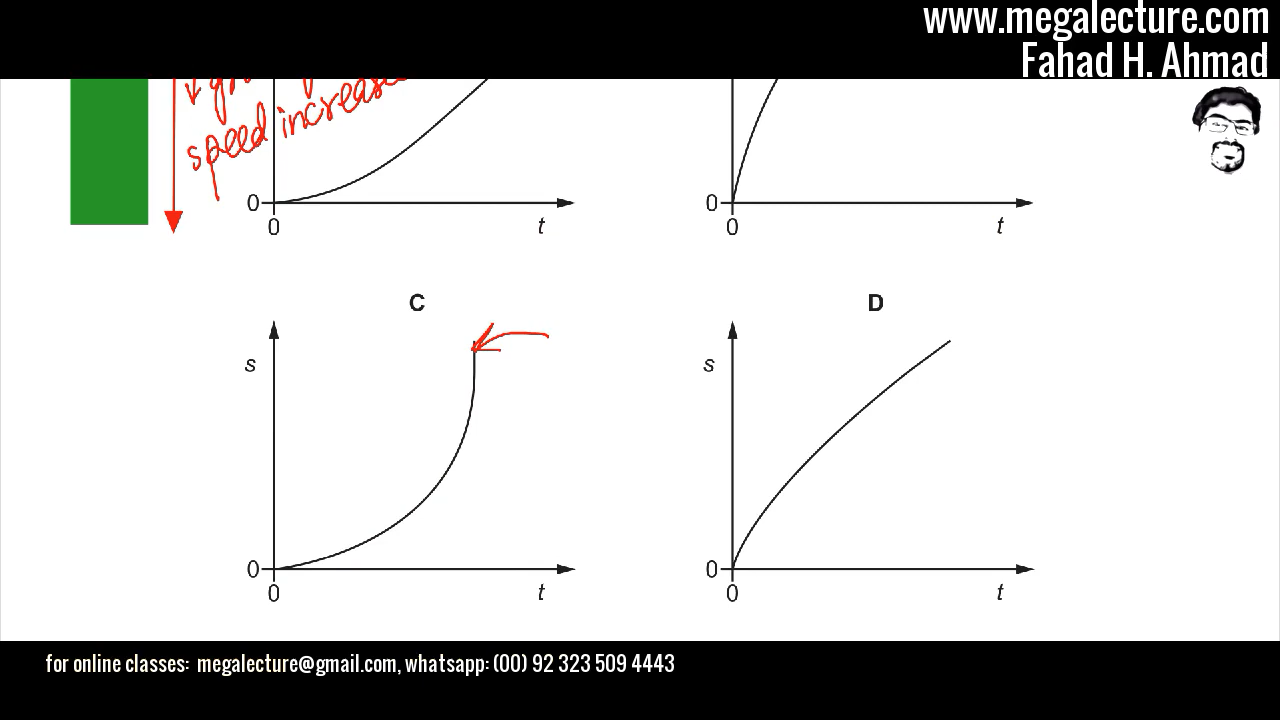 www.megalecture.com
Fahad H. Ahmad
speed increase
0
0
t
0
0
t
C
D
s
s
0
0
t
0
0
t
for online classes: megalecture@gmail.com, whatsapp: (00) 92 323 509 4443